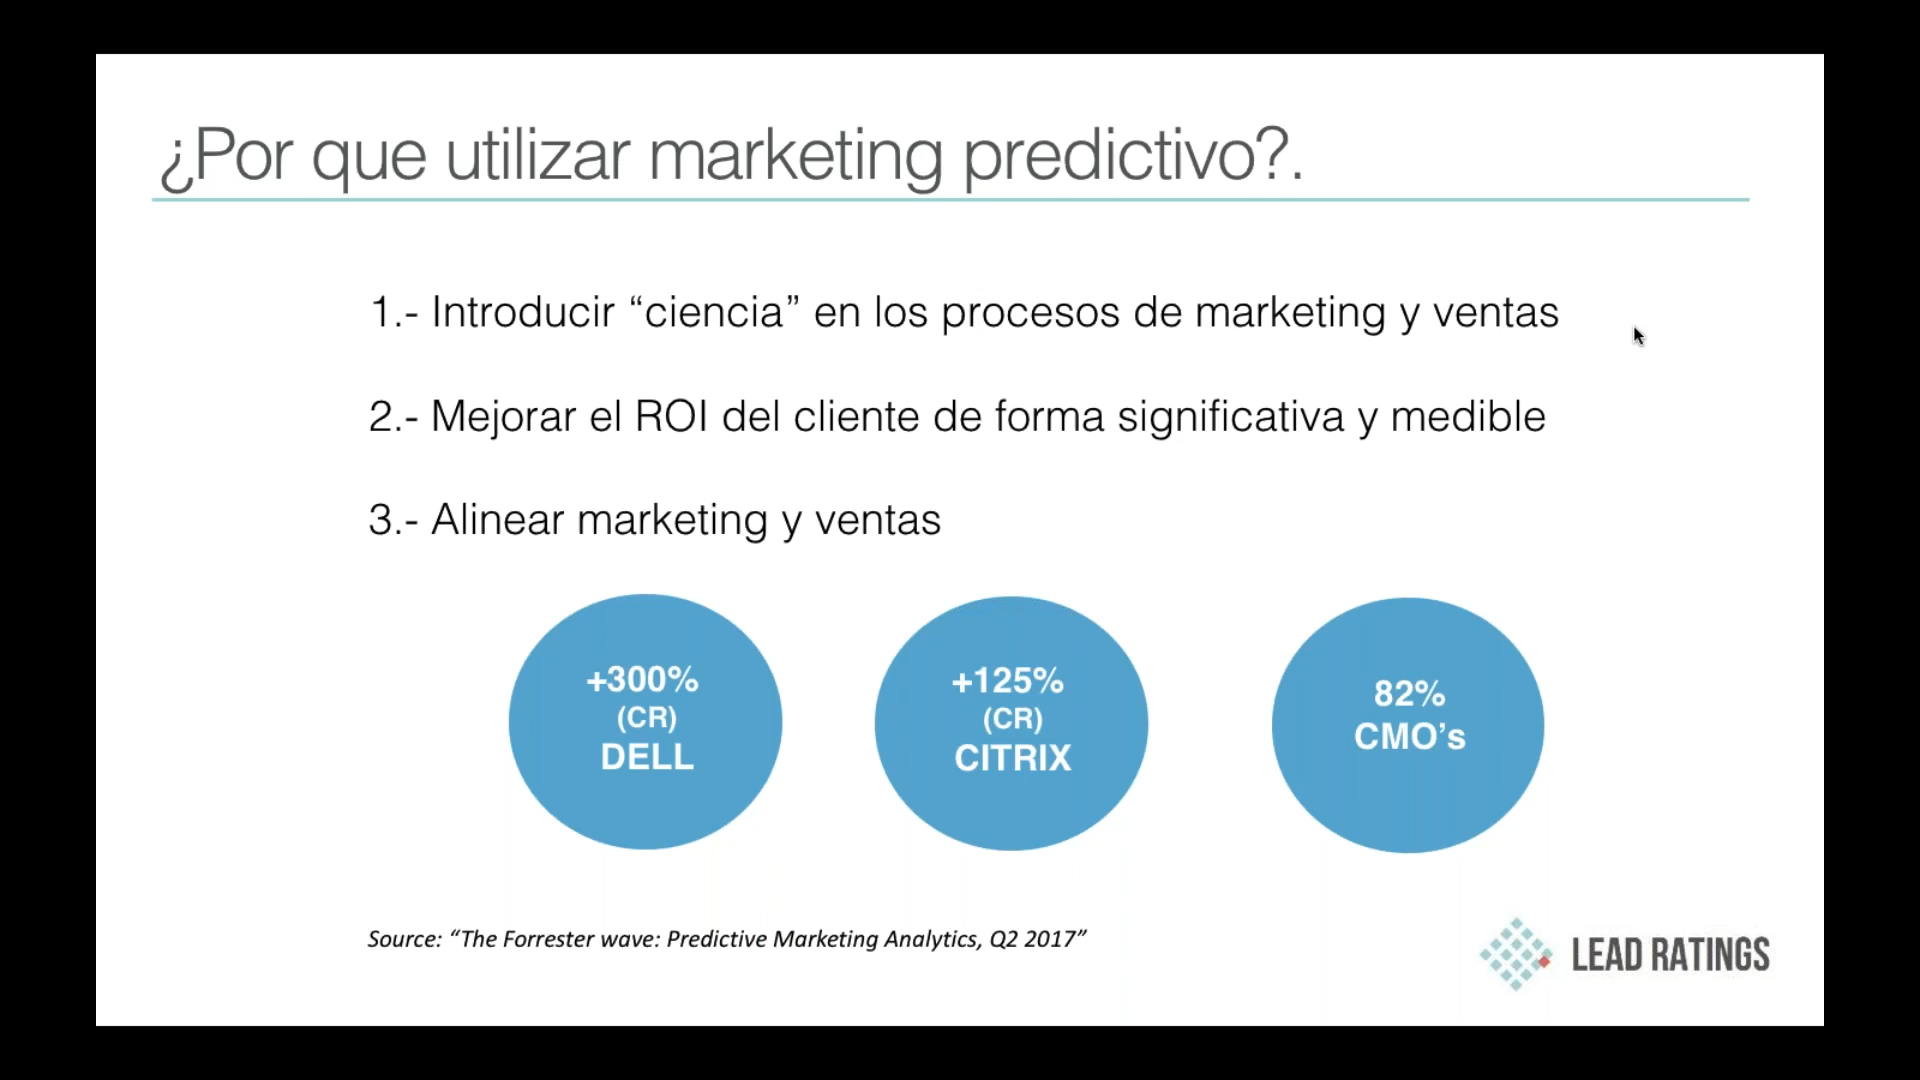 ¿Por que utilizar marketing predictivo?.
1.- Introducir “ciencia” en los procesos de marketing y ventas
2.- Mejorar el ROI del cliente de forma significativa y medible
3.- Alinear marketing y ventas
+300%
(CR)
DELL
+125%
(CR)
CITRIX
82%
CMO’s
Source: “The Forrester wave: Predictive Marketing Analytics, Q2 2017”
LEAD RATINGS